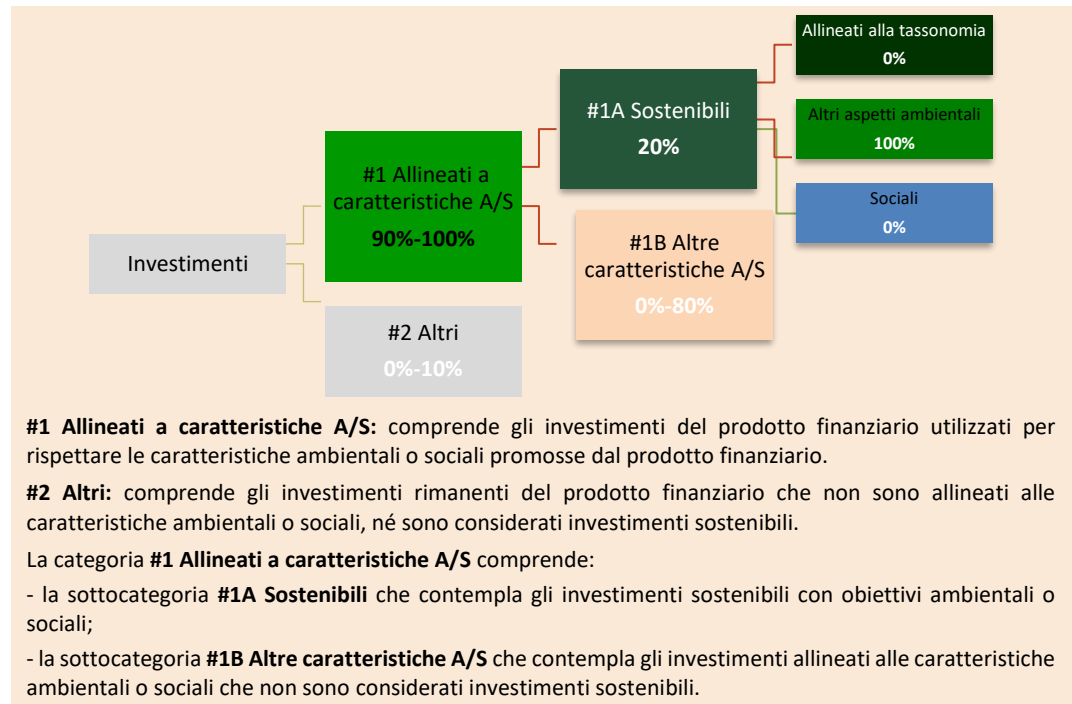 Allineati alla tassonomia
0%
#1A Sostenibili
20%
Altri aspetti ambientali
100%
#1 Allineati a
caratteristiche A/S
90%-100%
Sociali
0%
#1B Altre
caratteristiche A/S
0%-80%
Investimenti
#2 Altri
0%-10%
#1 Allineati a caratteristiche A/S: comprende gli investimenti del prodotto finanziario utilizzati per
rispettare le caratteristiche ambientali o sociali promosse dal prodotto finanziario.
#2 Altri: comprende gli investimenti rimanenti del prodotto finanziario che non sono allineati alle
caratteristiche ambientali o sociali, né sono considerati investimenti sostenibili.
La categoria #1 Allineati a caratteristiche A/S comprende:
- la sottocategoria #1A Sostenibili che contempla gli investimenti sostenibili con obiettivi ambientali o
sociali;
- la sottocategoria #1B Altre caratteristiche A/S che contempla gli investimenti allineati alle caratteristiche
ambientali o sociali che non sono considerati investimenti sostenibili.